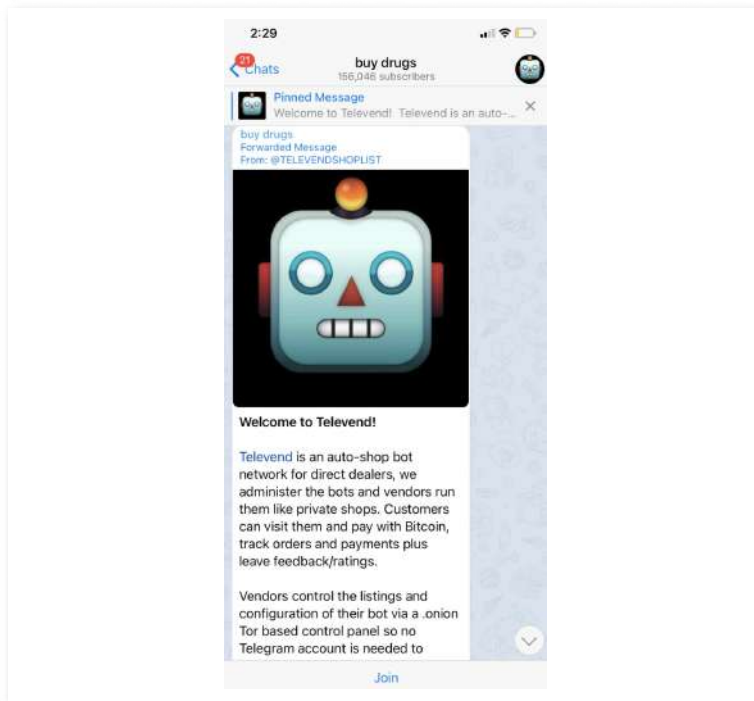 2:29
21
Chats
buy drugs
156,046 subscribers
Pinned Message
Welcome to Televend! Televend is an auto-...
buy drugs
Forwarded Message
From: @TELEVENDSHOPLIST
Welcome to Televend!
Televend is an auto-shop bot
network for direct dealers, we
administer the bots and vendors run
them like private shops. Customers
can visit them and pay with Bitcoin,
track orders and payments plus
leave feedback/ratings.
Vendors control the listings and
configuration of their bot via a .onion
Tor based control panel so no
Telegram account is needed to
Join